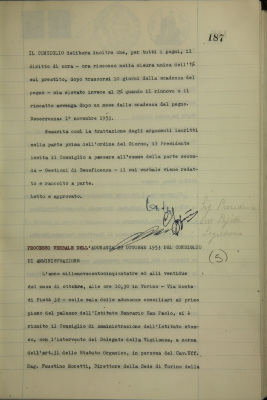 187
IL CONSIGLIO delibera inoltre che, per tutti i pegni, il
diritto di mora - ora riscosso nella misura unica dell'1%
sul prestito, dopo trascorsi 10 giorni dalla scadenza del
pegno - sia elevato invece al 2% quando il rinnovo o il
riscatto avvenga dopo un mese dalla scadenza del pegno.
Decorrenza: 1° novembre 1953.
Esaurita così la trattazione degli argomenti iscritti
nella parte prima dell'ordine del giorno, il Presidente
invita il Consiglio a passare all'esame della parte secon-
da - Gestioni di Beneficenza - il cui verbale viene redat-
to e raccolto a parte.
Letto e approvato.
(5)
PROCESSO VERBALE DELL'ADUNANZA OTTOBRE 1953 DEL CONSIGLIO
DI AMMINISTRAZIONE
L'anno millenovecentocinquantatre ed alli ventidue
del mese di ottobre, alle ore 10,30 in Torino - Via Monte
di Pietà 32 - nella sala delle adunanze consiliari al primo
piano del palazzo dell'Istituto Bancario San Paolo, si è
riunito il Consiglio di amministrazione dell'Istituto stes-
so, con l'intervento del Delegato della Vigilanza, a norma
dell'art.31 dello Statuto Organico, in persona del Cav.Uff.
Rag. Faustino Boretti, Direttore della Sede di Torino della